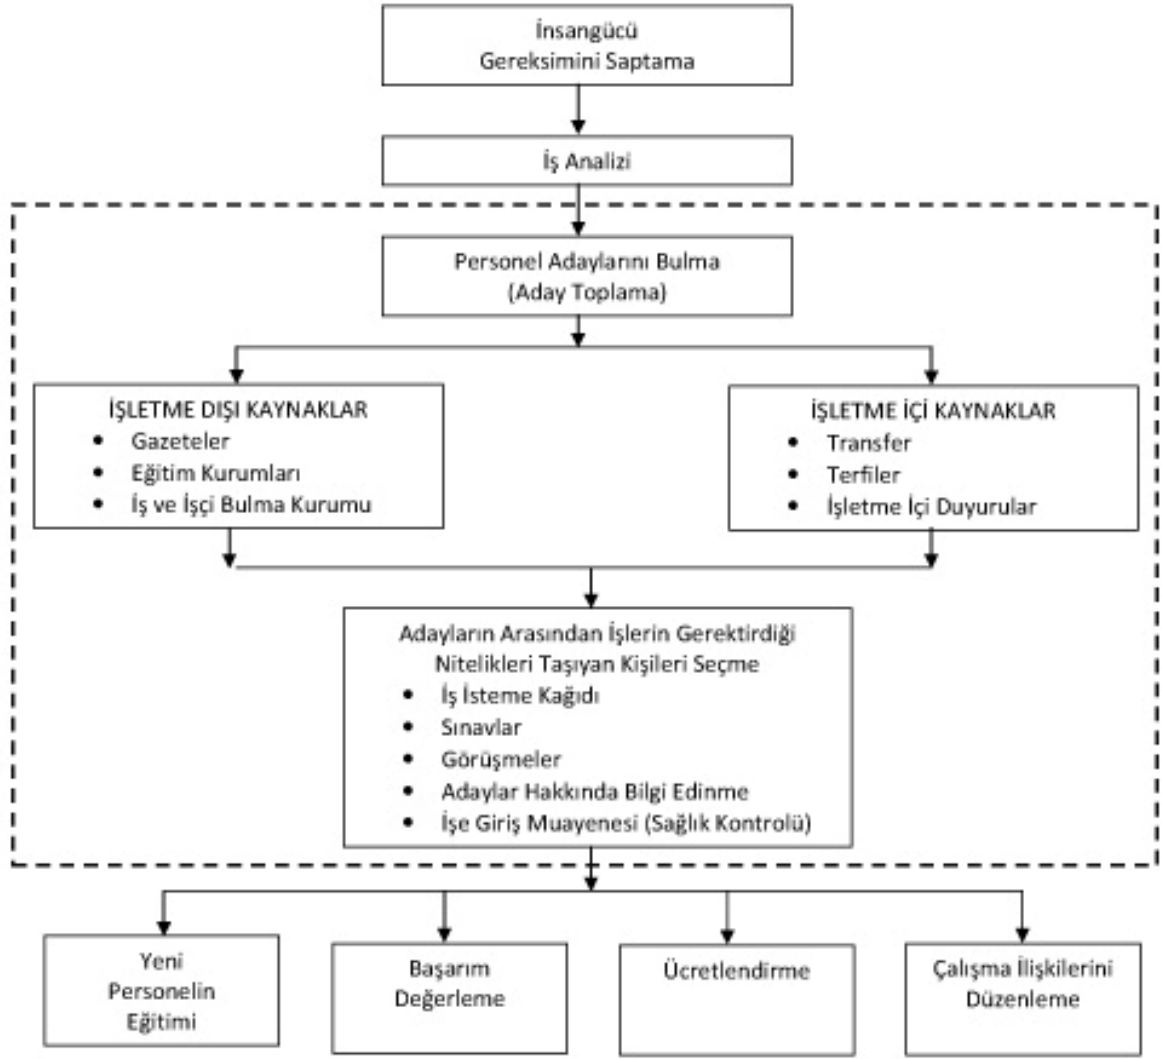 İnsangücü
Gereksimini Saptama
İş Analizi
Personel Adaylarını Bulma
(Aday Toplama)
İŞLETME DIŞI KAYNAKLAR
• Gazeteler
• Eğitim Kurumları
• İş ve İşçi Bulma Kurumu
İŞLETME İÇİ KAYNAKLAR
• Transfer
• Terfiler
• İşletme İçi Duyurular
Adayların Arasından İşlerin Gerektirdiği
Nitelikleri Taşıyan Kişileri Seçme
• İş İsteme Kağıdı
• Sınavlar
• Görüşmeler
• Adaylar Hakkında Bilgi Edinme
• İşe Giriş Muayenesi (Sağlık Kontrolü)
Yeni
Personelin
Eğitimi
Başarım
Değerleme
Ücretlendirme
Çalışma İlişkilerini
Düzenleme